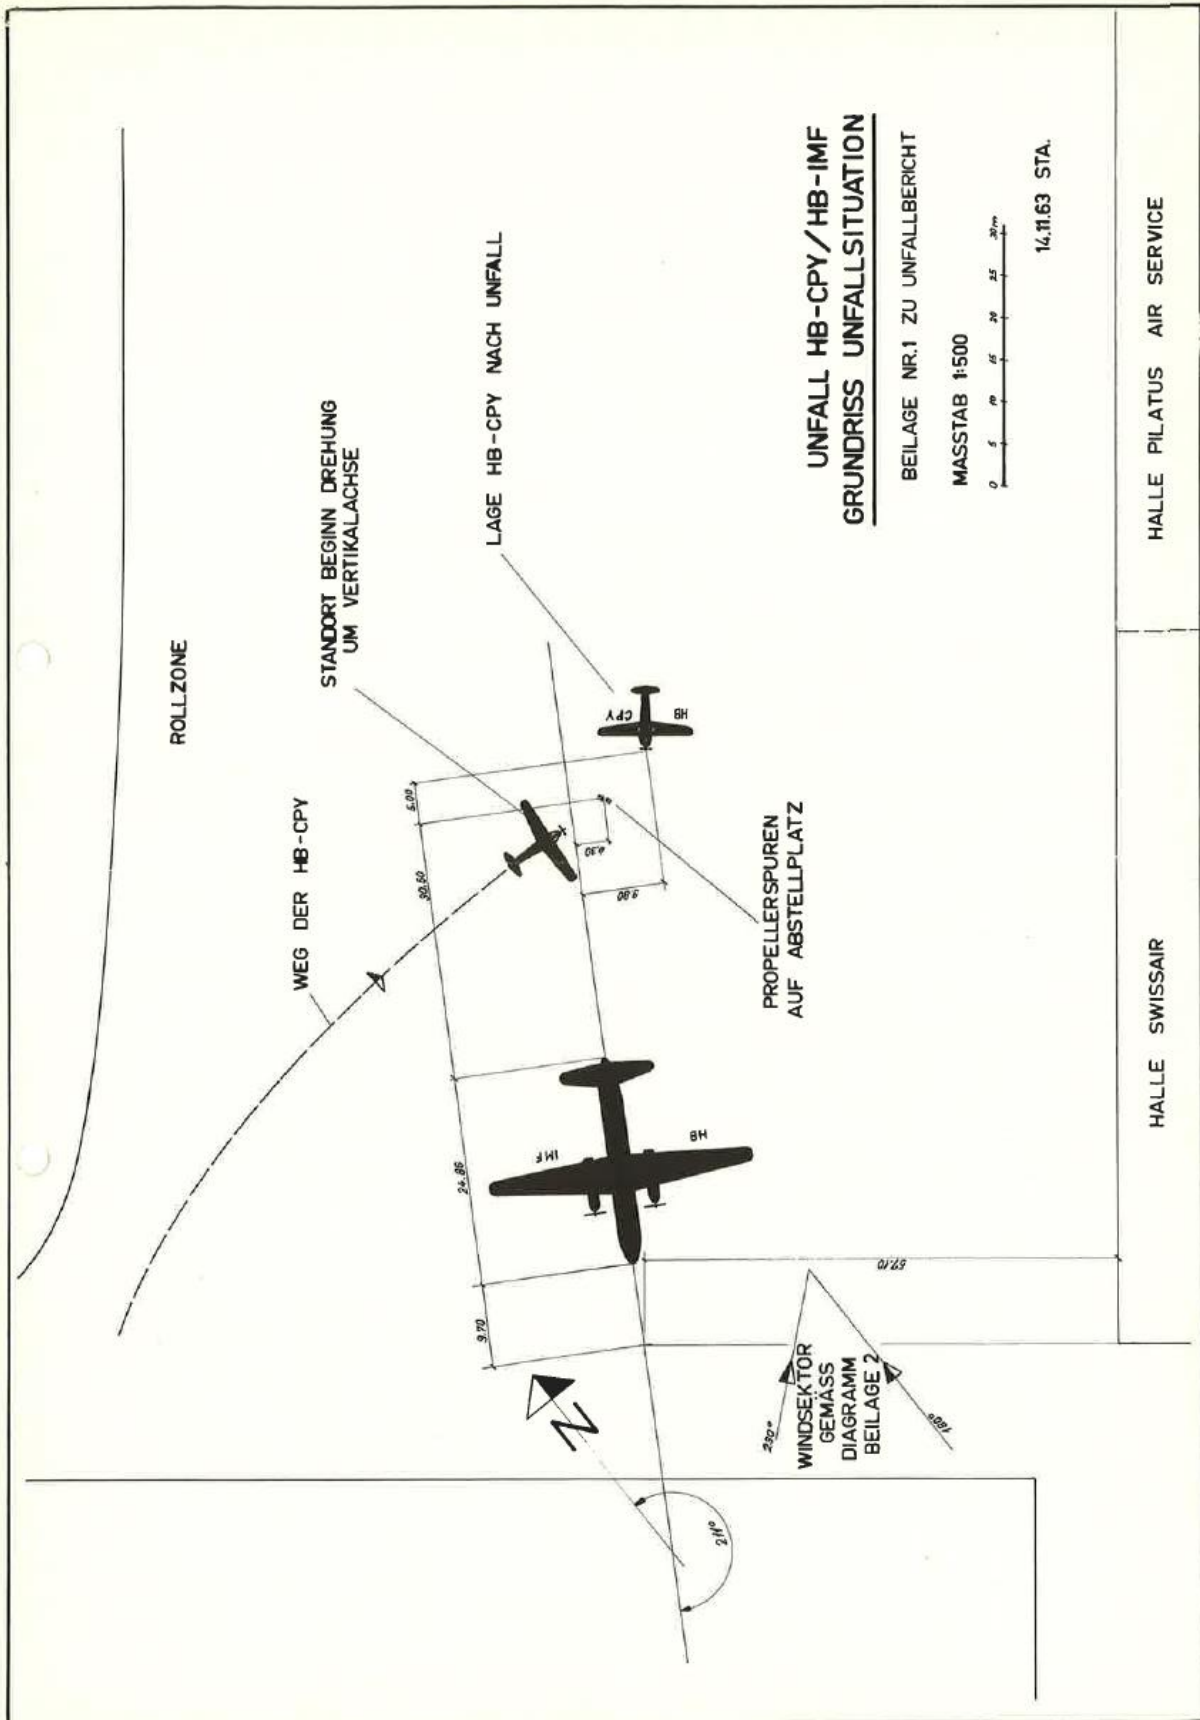 ROLLZONE
WEG DER HB-CPY
STANDORT BEGINN DREHUNG
UM VERTIKALACHSE
LAGE HB-CPY NACH UNFALL
9.70
24.86
30.50
5.00
4.30
9.80
57.10
IMF
HB
CPY
HB
PROPELLERSPUREN
AUF ABSTELLPLATZ
N
211°
230°
180°
WINDSEKTOR
GEMÄSS
DIAGRAMM
BEILAGE 2
UNFALL HB-CPY/HB-IMF
GRUNDRISS UNFALLSITUATION
BEILAGE NR.1 ZU UNFALLBERICHT
MASSTAB 1:500
0 5 10 15 20 25 30m
14.11.63 STA.
HALLE SWISSAIR
HALLE PILATUS AIR SERVICE